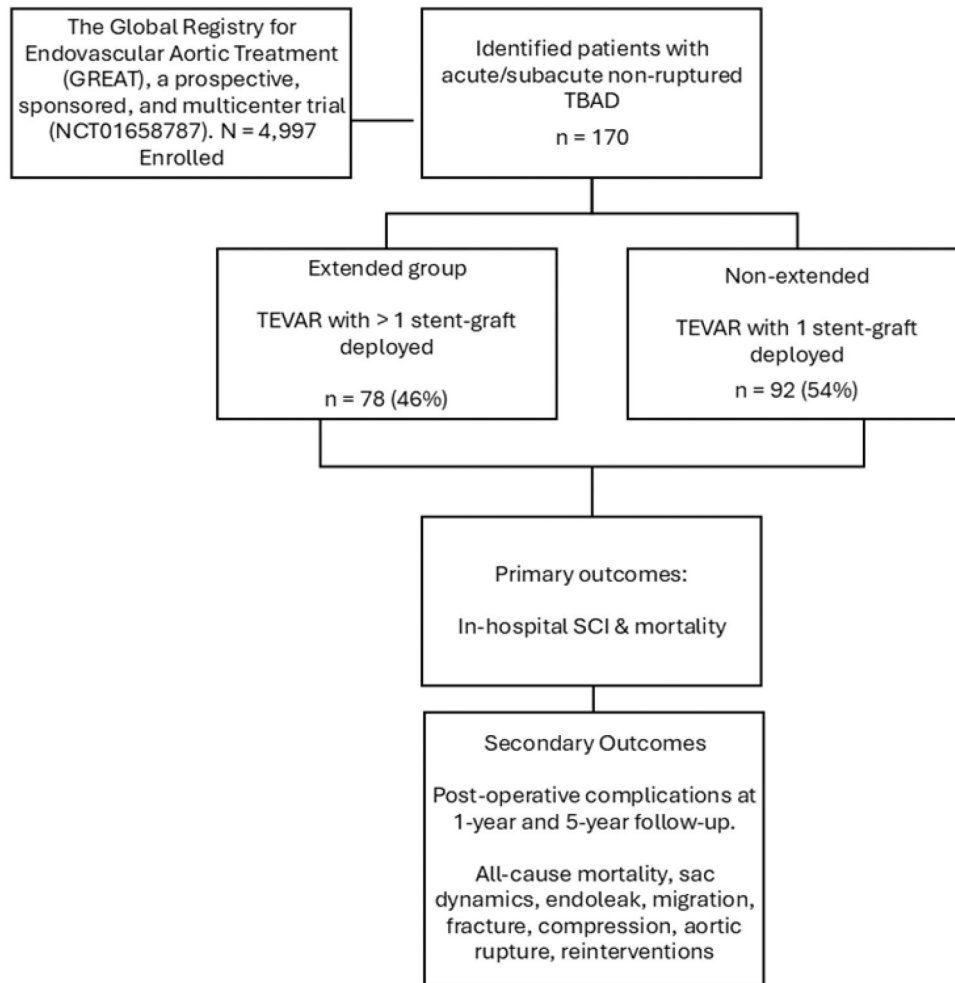 The Global Registry for
Endovascular Aortic Treatment
(GREAT), a prospective,
sponsored, and multicenter trial
(NCT01658787). N = 4,997
Enrolled
Identified patients with
acute/subacute non-ruptured
TBAD
n = 170
Extended group
TEVAR with > 1 stent-graft
deployed
n = 78 (46%)
Non-extended
TEVAR with 1 stent-graft
deployed
n = 92 (54%)
Primary outcomes:
In-hospital SCI & mortality
Secondary Outcomes
Post-operative complications at
1-year and 5-year follow-up.
All-cause mortality, sac
dynamics, endoleak, migration,
fracture, compression, aortic
rupture, reinterventions